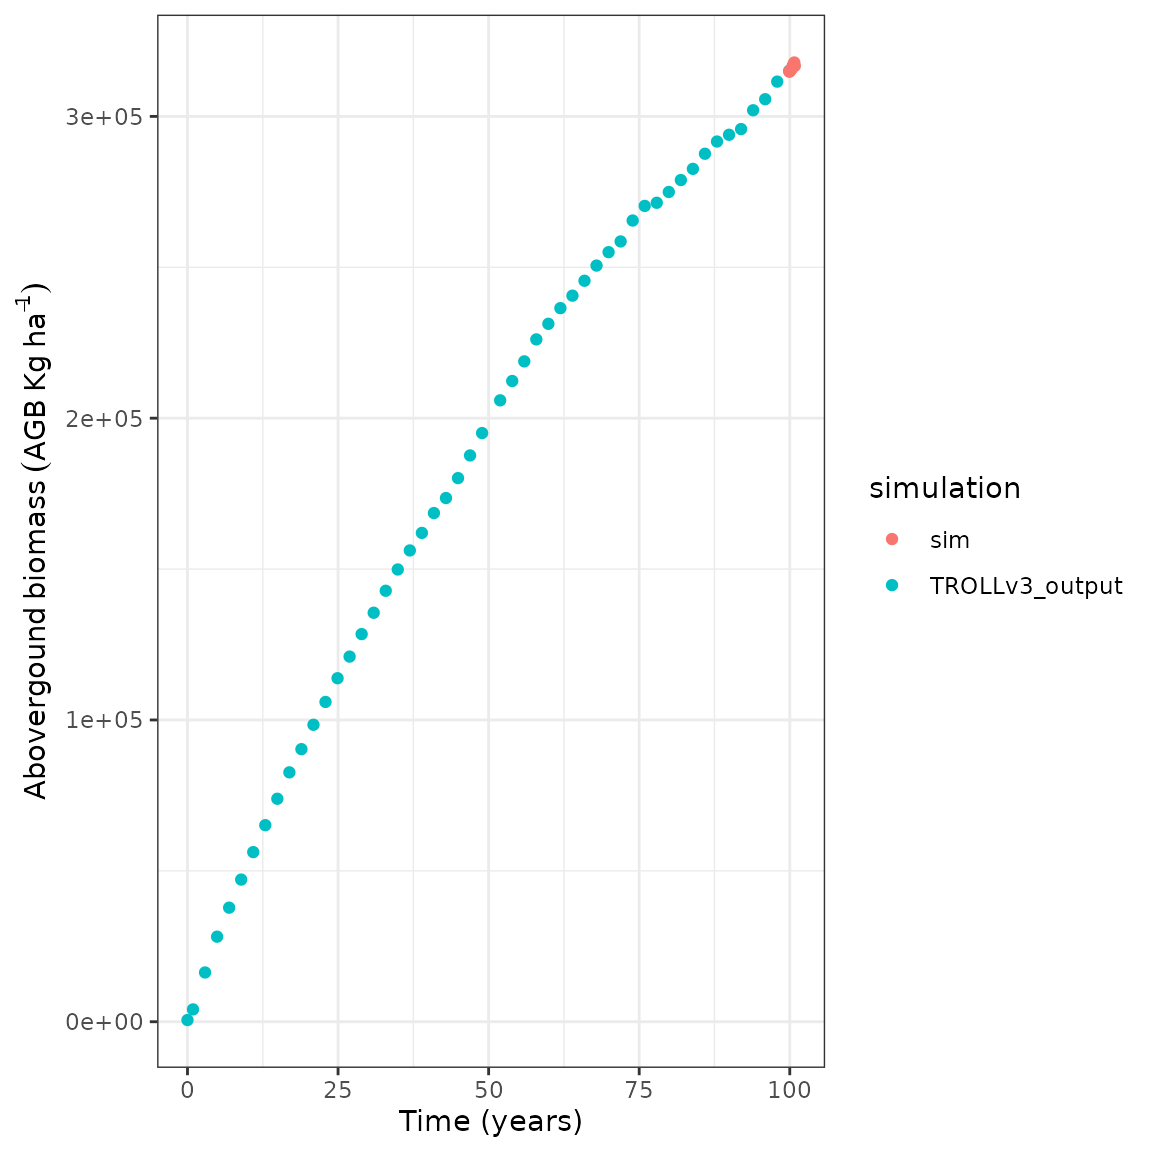 Abovergound biomass (AGB Kg ha⁻¹)
3e+05
2e+05
1e+05
0e+00
0 25 50 75 100
Time (years)
simulation
sim
TROLLv3_output